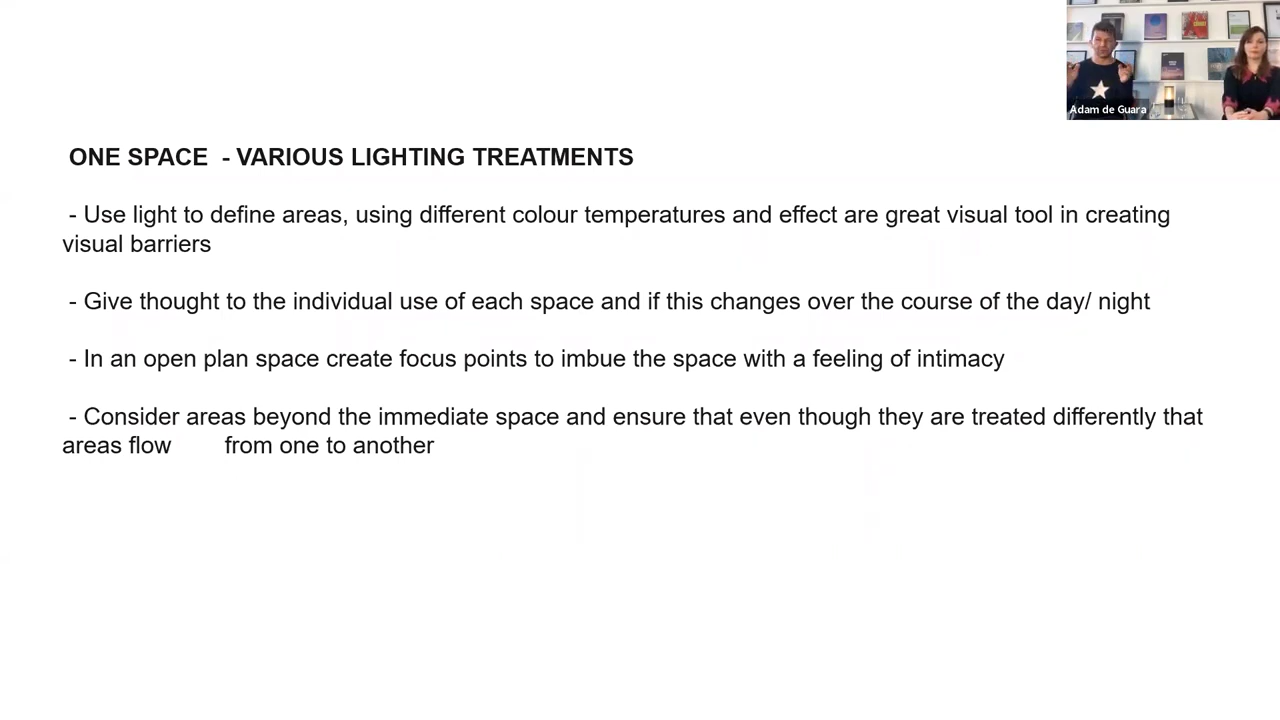 Adam de Guara
ONE SPACE - VARIOUS LIGHTING TREATMENTS
- Use light to define areas, using different colour temperatures and effect are great visual tool in creating
visual barriers
- Give thought to the individual use of each space and if this changes over the course of the day/ night
- In an open plan space create focus points to imbue the space with a feeling of intimacy
- Consider areas beyond the immediate space and ensure that even though they are treated differently that
areas flow from one to another